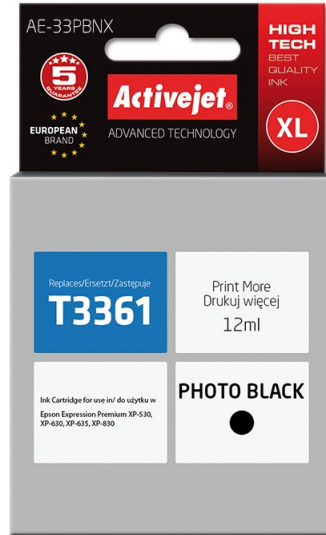 AE-33PBNX
HIGH
TECH
BEST
QUALITY
INK
5
YEARS
GUARANTEE
Activejet®
EUROPEAN
BRAND
ADVANCED TECHNOLOGY
XL
Replaces/Ersetzt/Zastępuje
T3361
Print More
Drukuj więcej
12ml
Ink Cartridge for use in/ do użytku w
Epson Expression Premium XP-530,
XP-630, XP-635, XP-830
PHOTO BLACK